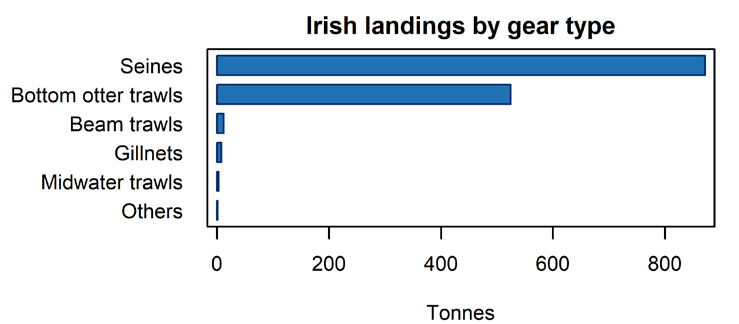 Irish landings by gear type
Seines
Bottom otter trawls
Beam trawls
Gillnets
Midwater trawls
Others
0 200 400 600 800
Tonnes